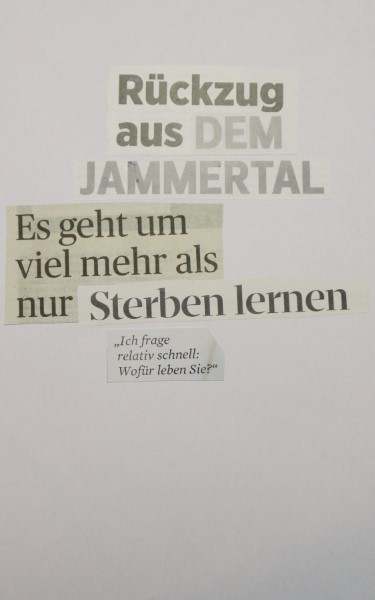 Rückzug
aus DEM
JAMMERTAL
Es geht um
viel mehr als
nur Sterben lernen
„Ich frage
relativ schnell:
Wofür leben Sie?“